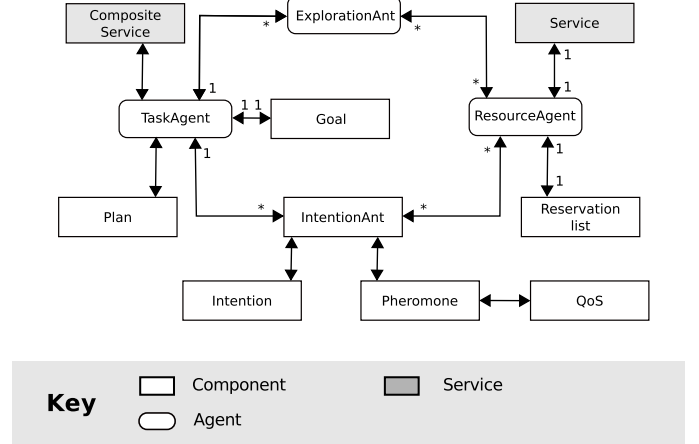 Composite
Service
ExplorationAnt
Service
*
*
1
*
1
1
TaskAgent
1 1
Goal
ResourceAgent
1
*
1
Plan
*
IntentionAnt
*
1
Reservation
list
Intention
Pheromone
QoS
Key
Component
Service
Agent